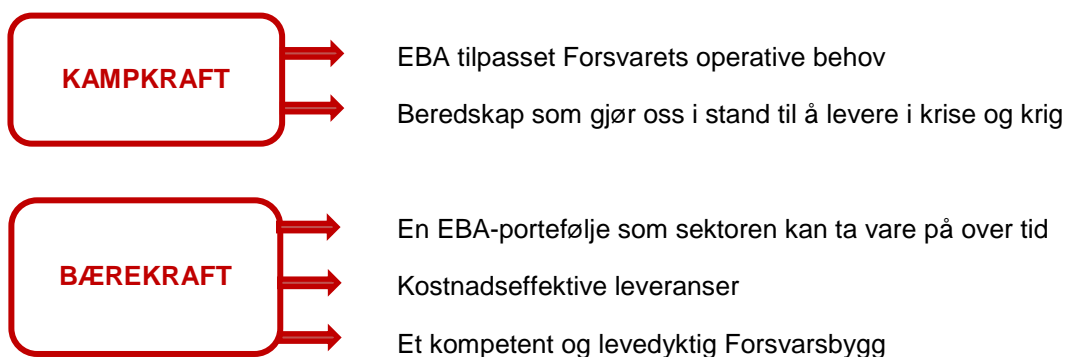 KAMPKRAFT
EBA tilpasset Forsvarets operative behov
Beredskap som gjør oss i stand til å levere i krise og krig
BÆREKRAFT
En EBA-portefølje som sektoren kan ta vare på over tid
Kostnadseffektive leveranser
Et kompetent og levedyktig Forsvarsbygg